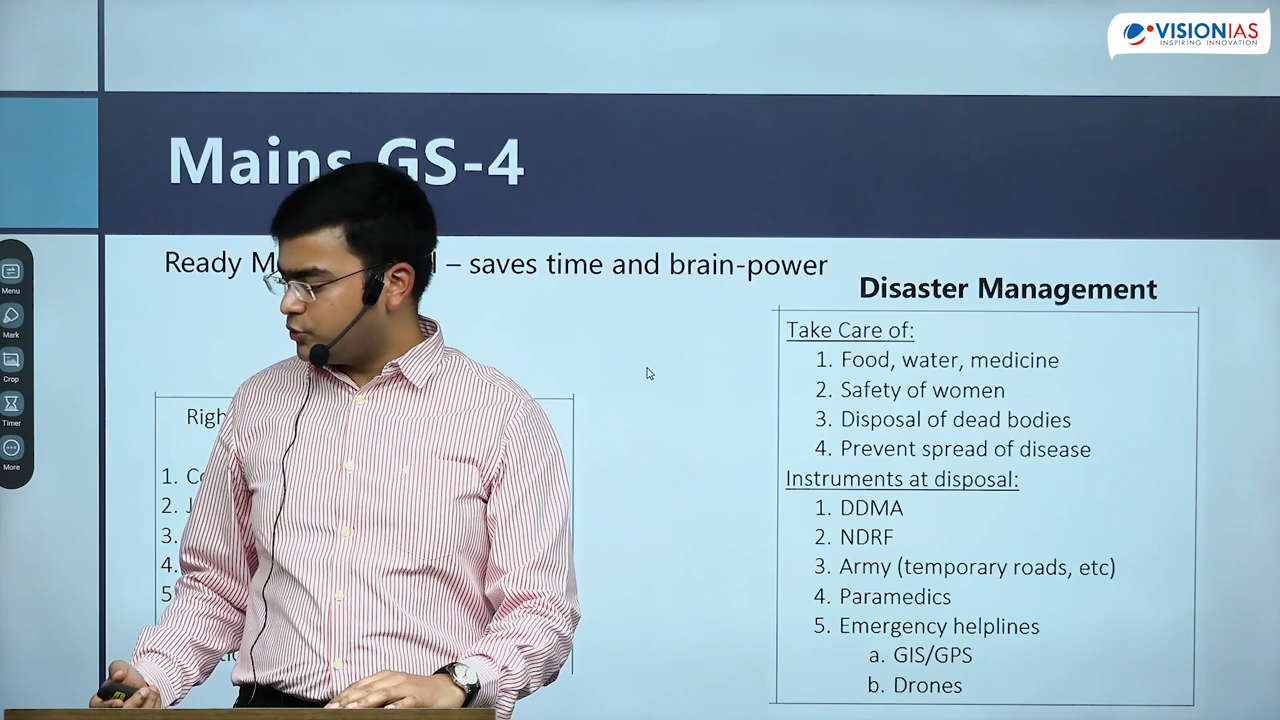 VISIONIAS
INSPIRING INNOVATION
Mains GS-4
Ready – saves time and brain-power
Disaster Management
Take Care of:
1. Food, water, medicine
2. Safety of women
3. Disposal of dead bodies
4. Prevent spread of disease
Instruments at disposal:
1. DDMA
2. NDRF
3. Army (temporary roads, etc)
4. Paramedics
5. Emergency helplines
a. GIS/GPS
b. Drones
1.
2.
3.
4.
5
Menu
Mark
Crop
Timer
More